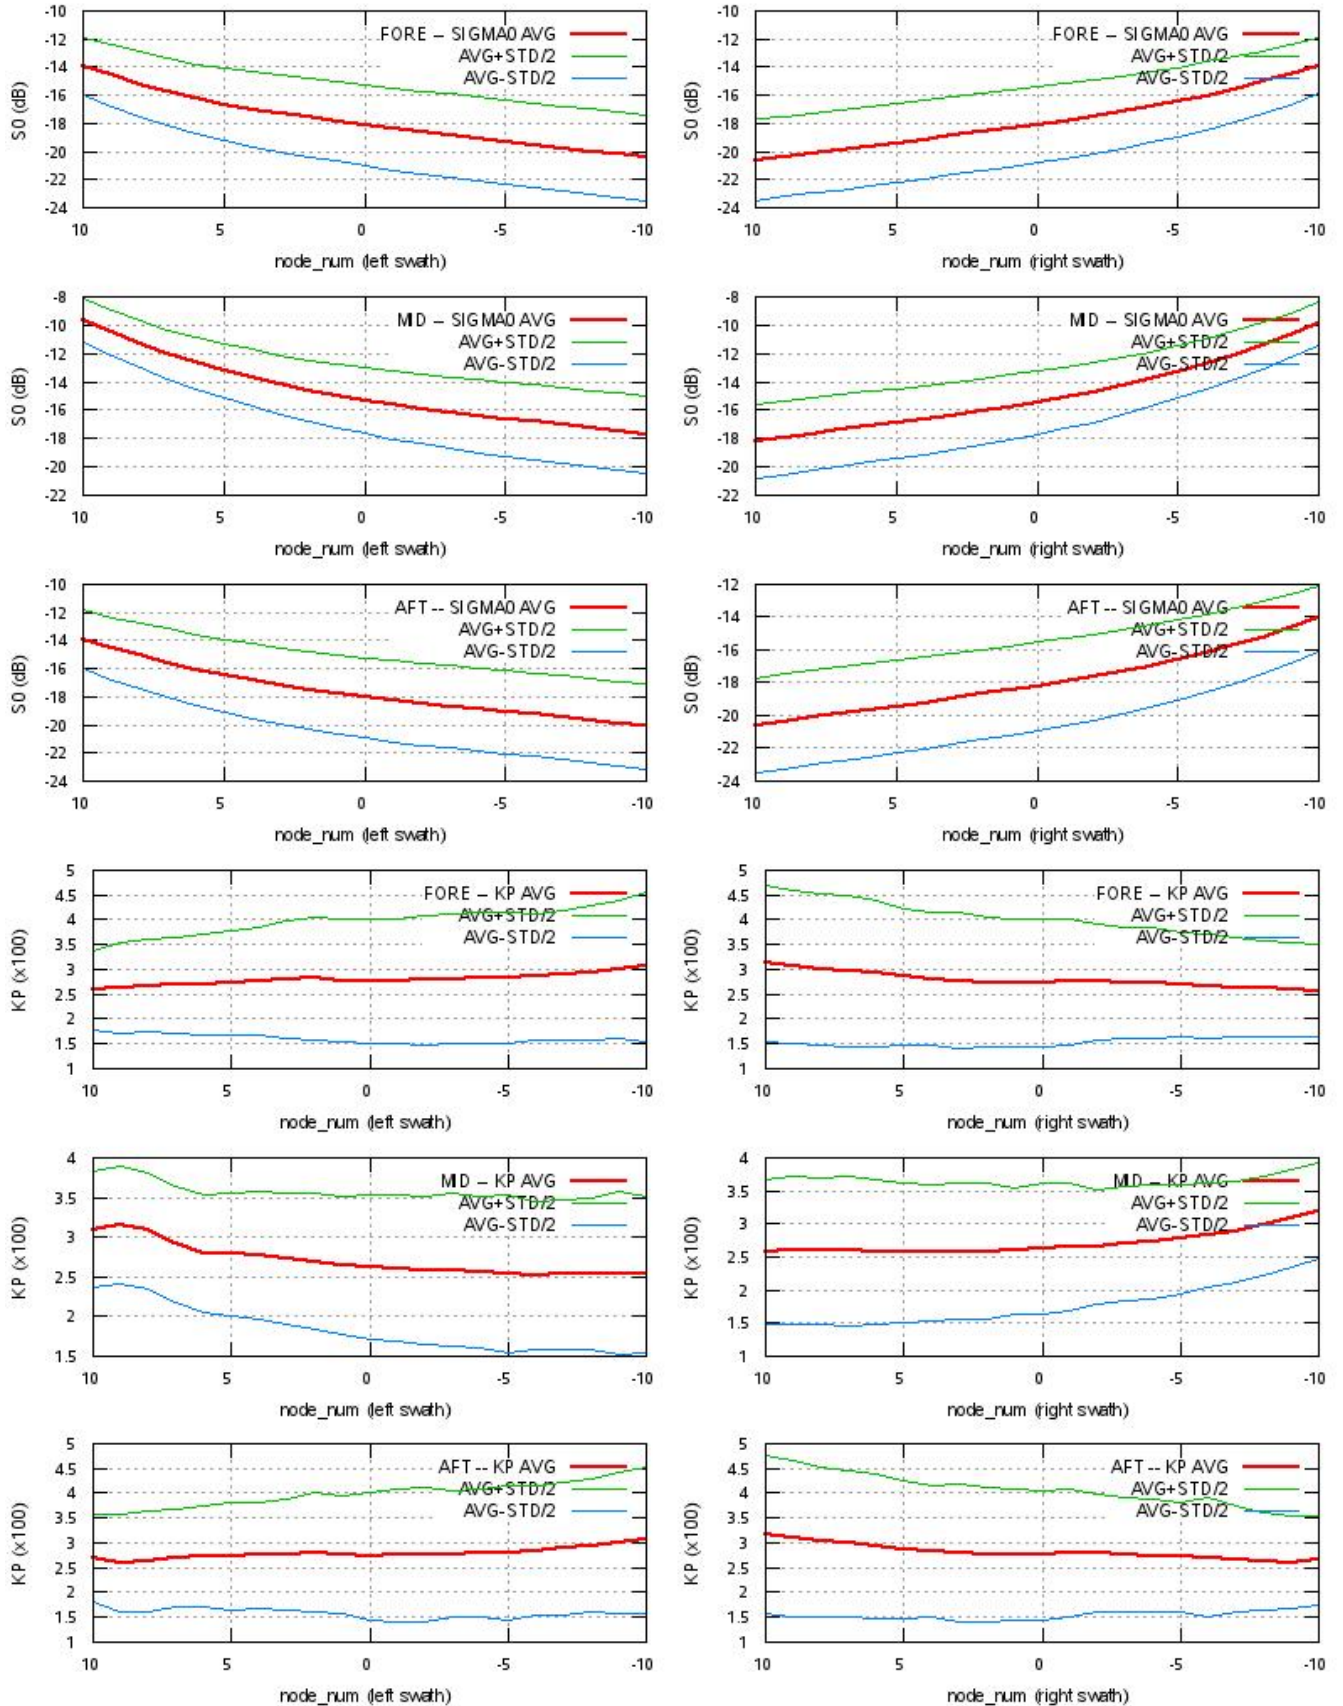 -10
-12
-14
-16
-18
-20
-22
-24
S0 (dB)
FORE -- SIGMA0 AVG
AVG+STD/2
AVG-STD/2
10 5 0 -5 -10
node_num (left swath)
-10
-12
-14
-16
-18
-20
-22
-24
S0 (dB)
FORE -- SIGMA0 AVG
AVG+STD/2
AVG-STD/2
10 5 0 -5 -10
node_num (right swath)
-8
-10
-12
-14
-16
-18
-20
-22
S0 (dB)
MID -- SIGMA0 AVG
AVG+STD/2
AVG-STD/2
10 5 0 -5 -10
node_num (left swath)
-8
-10
-12
-14
-16
-18
-20
-22
S0 (dB)
MID -- SIGMA0 AVG
AVG+STD/2
AVG-STD/2
10 5 0 -5 -10
node_num (right swath)
-10
-12
-14
-16
-18
-20
-22
-24
S0 (dB)
AFT -- SIGMA0 AVG
AVG+STD/2
AVG-STD/2
10 5 0 -5 -10
node_num (left swath)
-12
-14
-16
-18
-20
-22
-24
S0 (dB)
AFT -- SIGMA0 AVG
AVG+STD/2
AVG-STD/2
10 5 0 -5 -10
node_num (right swath)
5
4.5
4
3.5
3
2.5
2
1.5
1
KP (x100)
FORE -- KP AVG
AVG+STD/2
AVG-STD/2
10 5 0 -5 -10
node_num (left swath)
5
4.5
4
3.5
3
2.5
2
1.5
1
KP (x100)
FORE -- KP AVG
AVG+STD/2
AVG-STD/2
10 5 0 -5 -10
node_num (right swath)
4
3.5
3
2.5
2
1.5
KP (x100)
MID -- KP AVG
AVG+STD/2
AVG-STD/2
10 5 0 -5 -10
node_num (left swath)
4
3.5
3
2.5
2
1.5
1
KP (x100)
MID -- KP AVG
AVG+STD/2
AVG-STD/2
10 5 0 -5 -10
node_num (right swath)
5
4.5
4
3.5
3
2.5
2
1.5
1
KP (x100)
AFT -- KP AVG
AVG+STD/2
AVG-STD/2
10 5 0 -5 -10
node_num (left swath)
5
4.5
4
3.5
3
2.5
2
1.5
1
KP (x100)
AFT -- KP AVG
AVG+STD/2
AVG-STD/2
10 5 0 -5 -10
node_num (right swath)